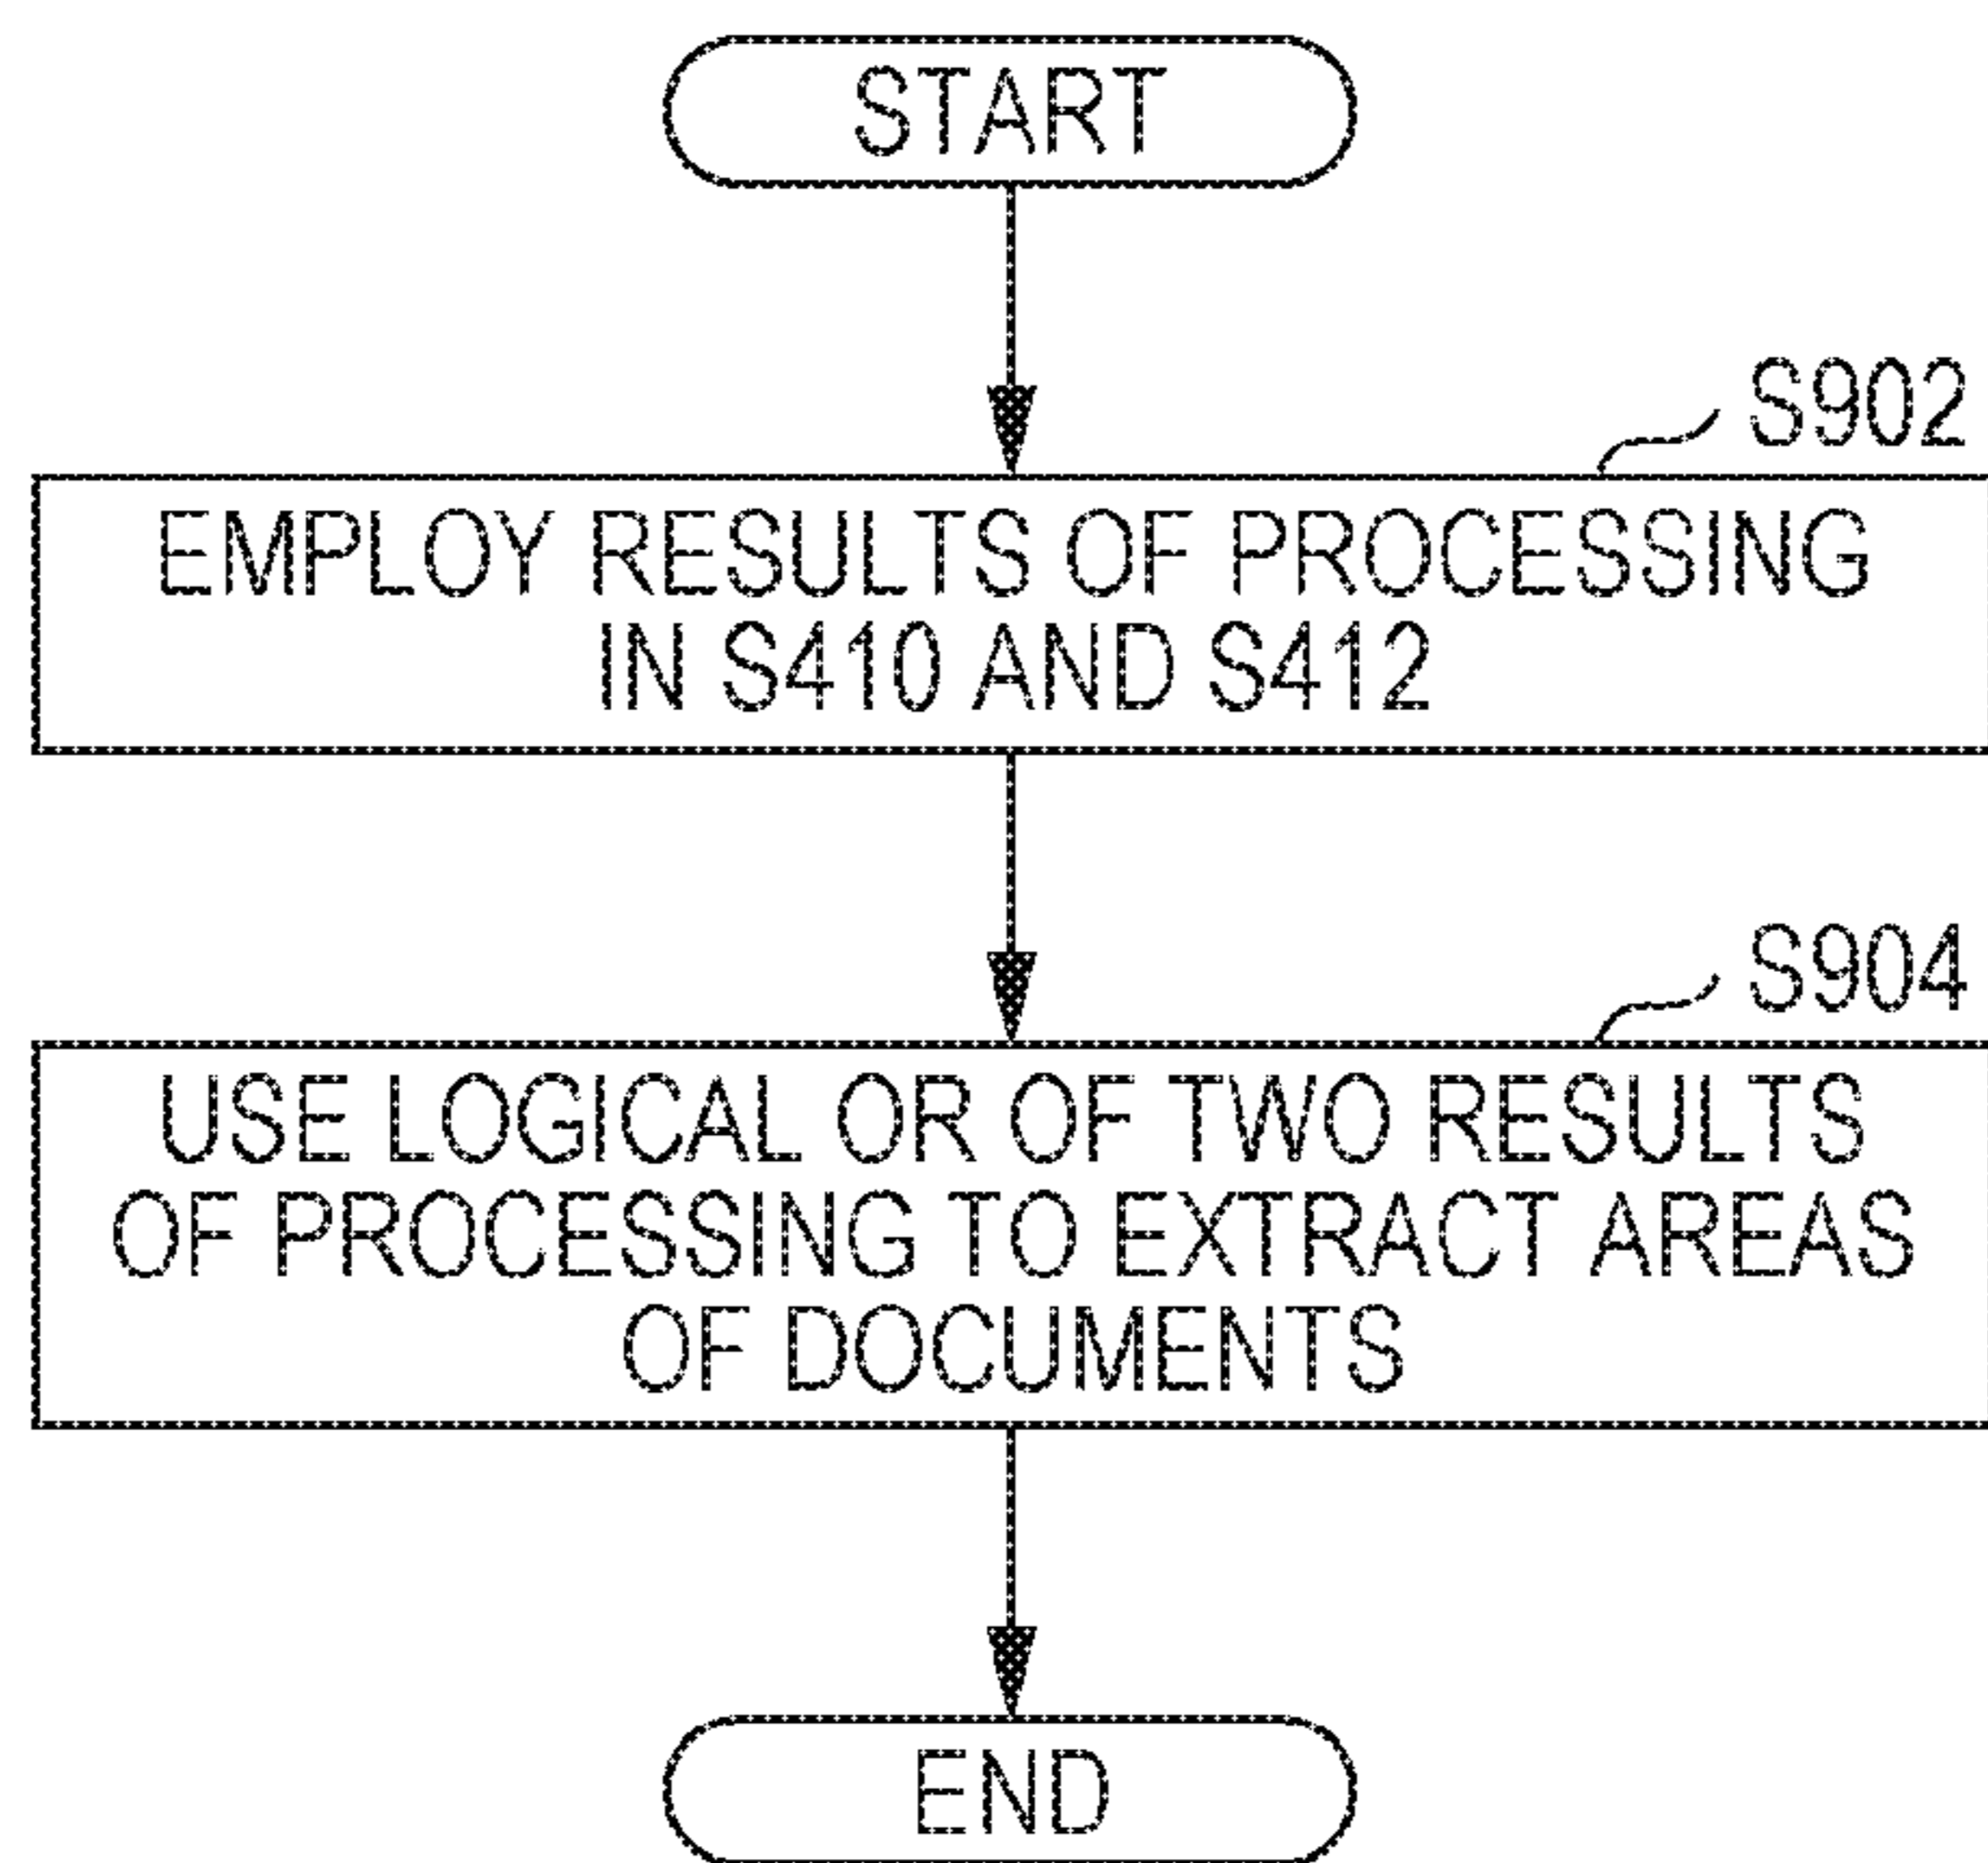 START
S902
EMPLOY RESULTS OF PROCESSING
IN S410 AND S412
S904
USE LOGICAL OR OF TWO RESULTS
OF PROCESSING TO EXTRACT AREAS
OF DOCUMENTS
END